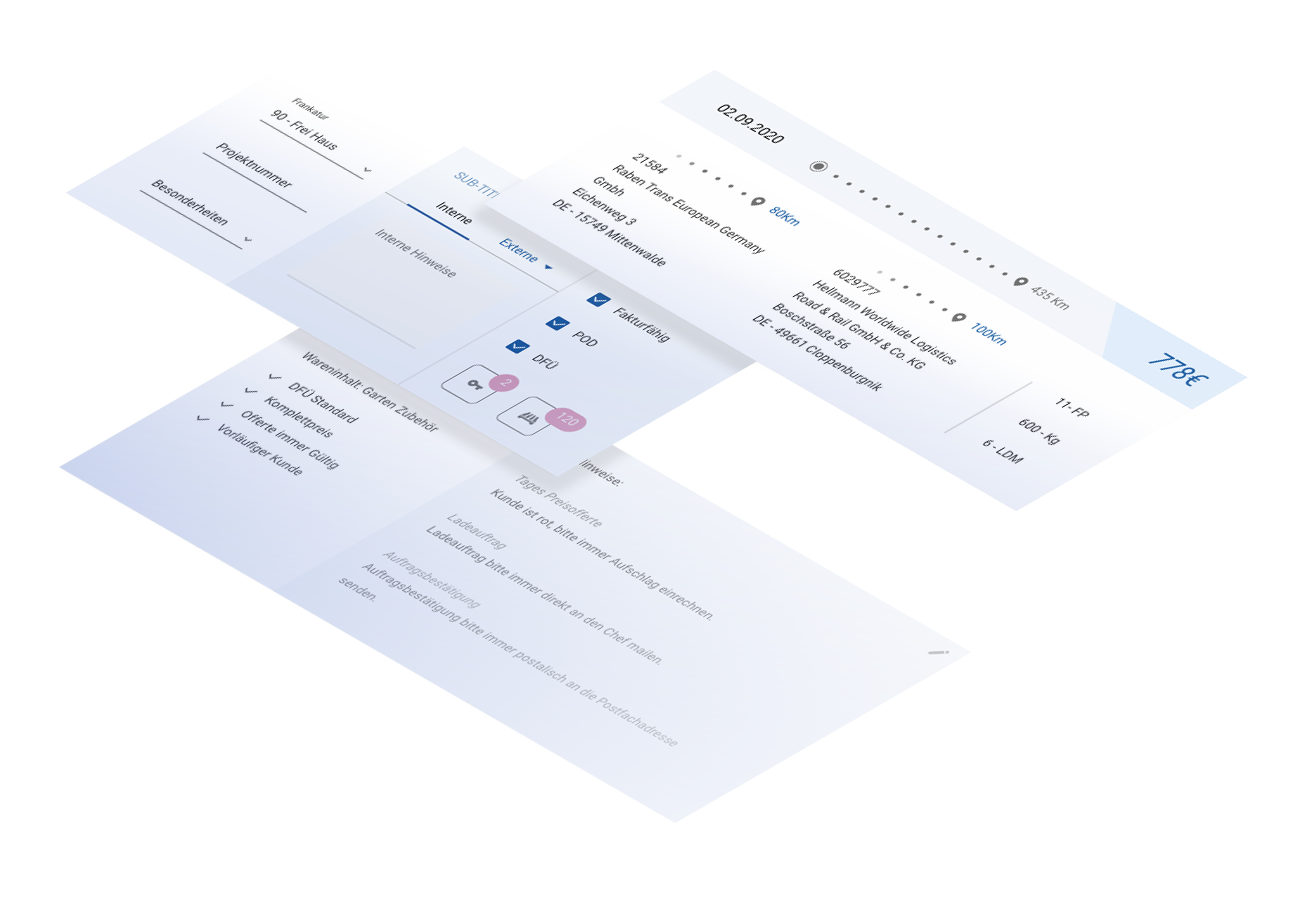 02.09.2020
435 Km
778€
21584
80Km
Raben Trans European Germany
Gmbh
Eichenweg 3
DE - 15749 Mittenwalde
6029777
100Km
Hellmann Worldwide Logistics
Road & Rail GmbH & Co. KG
Boschstraße 56
DE - 49661 Cloppenburgnik
11- FP
600 - Kg
6 - LDM
Frankatur
90 - Frei Haus
Projektnummer
Besonderheiten
SUB-TIT
Interne
Externe
Interne Hinweise
Fakturfähig
POD
DFÜ
2
120
Wareninhalt: Garten Zubehör
DFÜ Standard
Komplettpreis
Offerte immer Gültig
Vorläufiger Kunde
inweise:
Tages Preisofferte
Kunde ist rot, bitte immer Aufschlag einrechnen.
Ladeauftrag
Ladeauftrag bitte immer direkt an den Chef mailen.
Auftragsbestätigung
Auftragsbestätigung bitte immer postalisch an die Postfachadresse
senden.